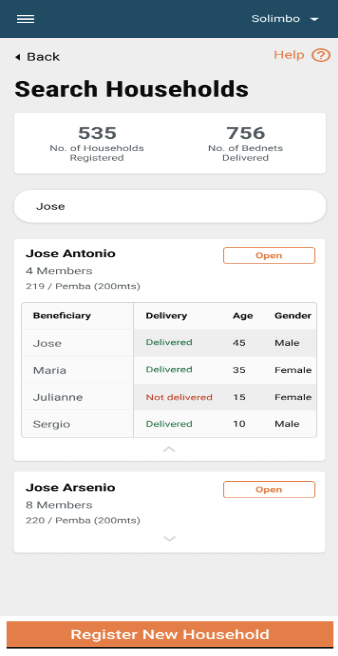 Solimbo
Back
Help ?
Search Households
535 756
No. of Households No. of Bednets
Registered Delivered
Jose
Jose Antonio Open
4 Members
219 / Pemba (200mts)
Beneficiary Delivery Age Gender
Jose Delivered 45 Male
Maria Delivered 35 Female
Julianne Not delivered 15 Female
Sergio Delivered 10 Male
Jose Arsenio Open
8 Members
220 / Pemba (200mts)
Register New Household